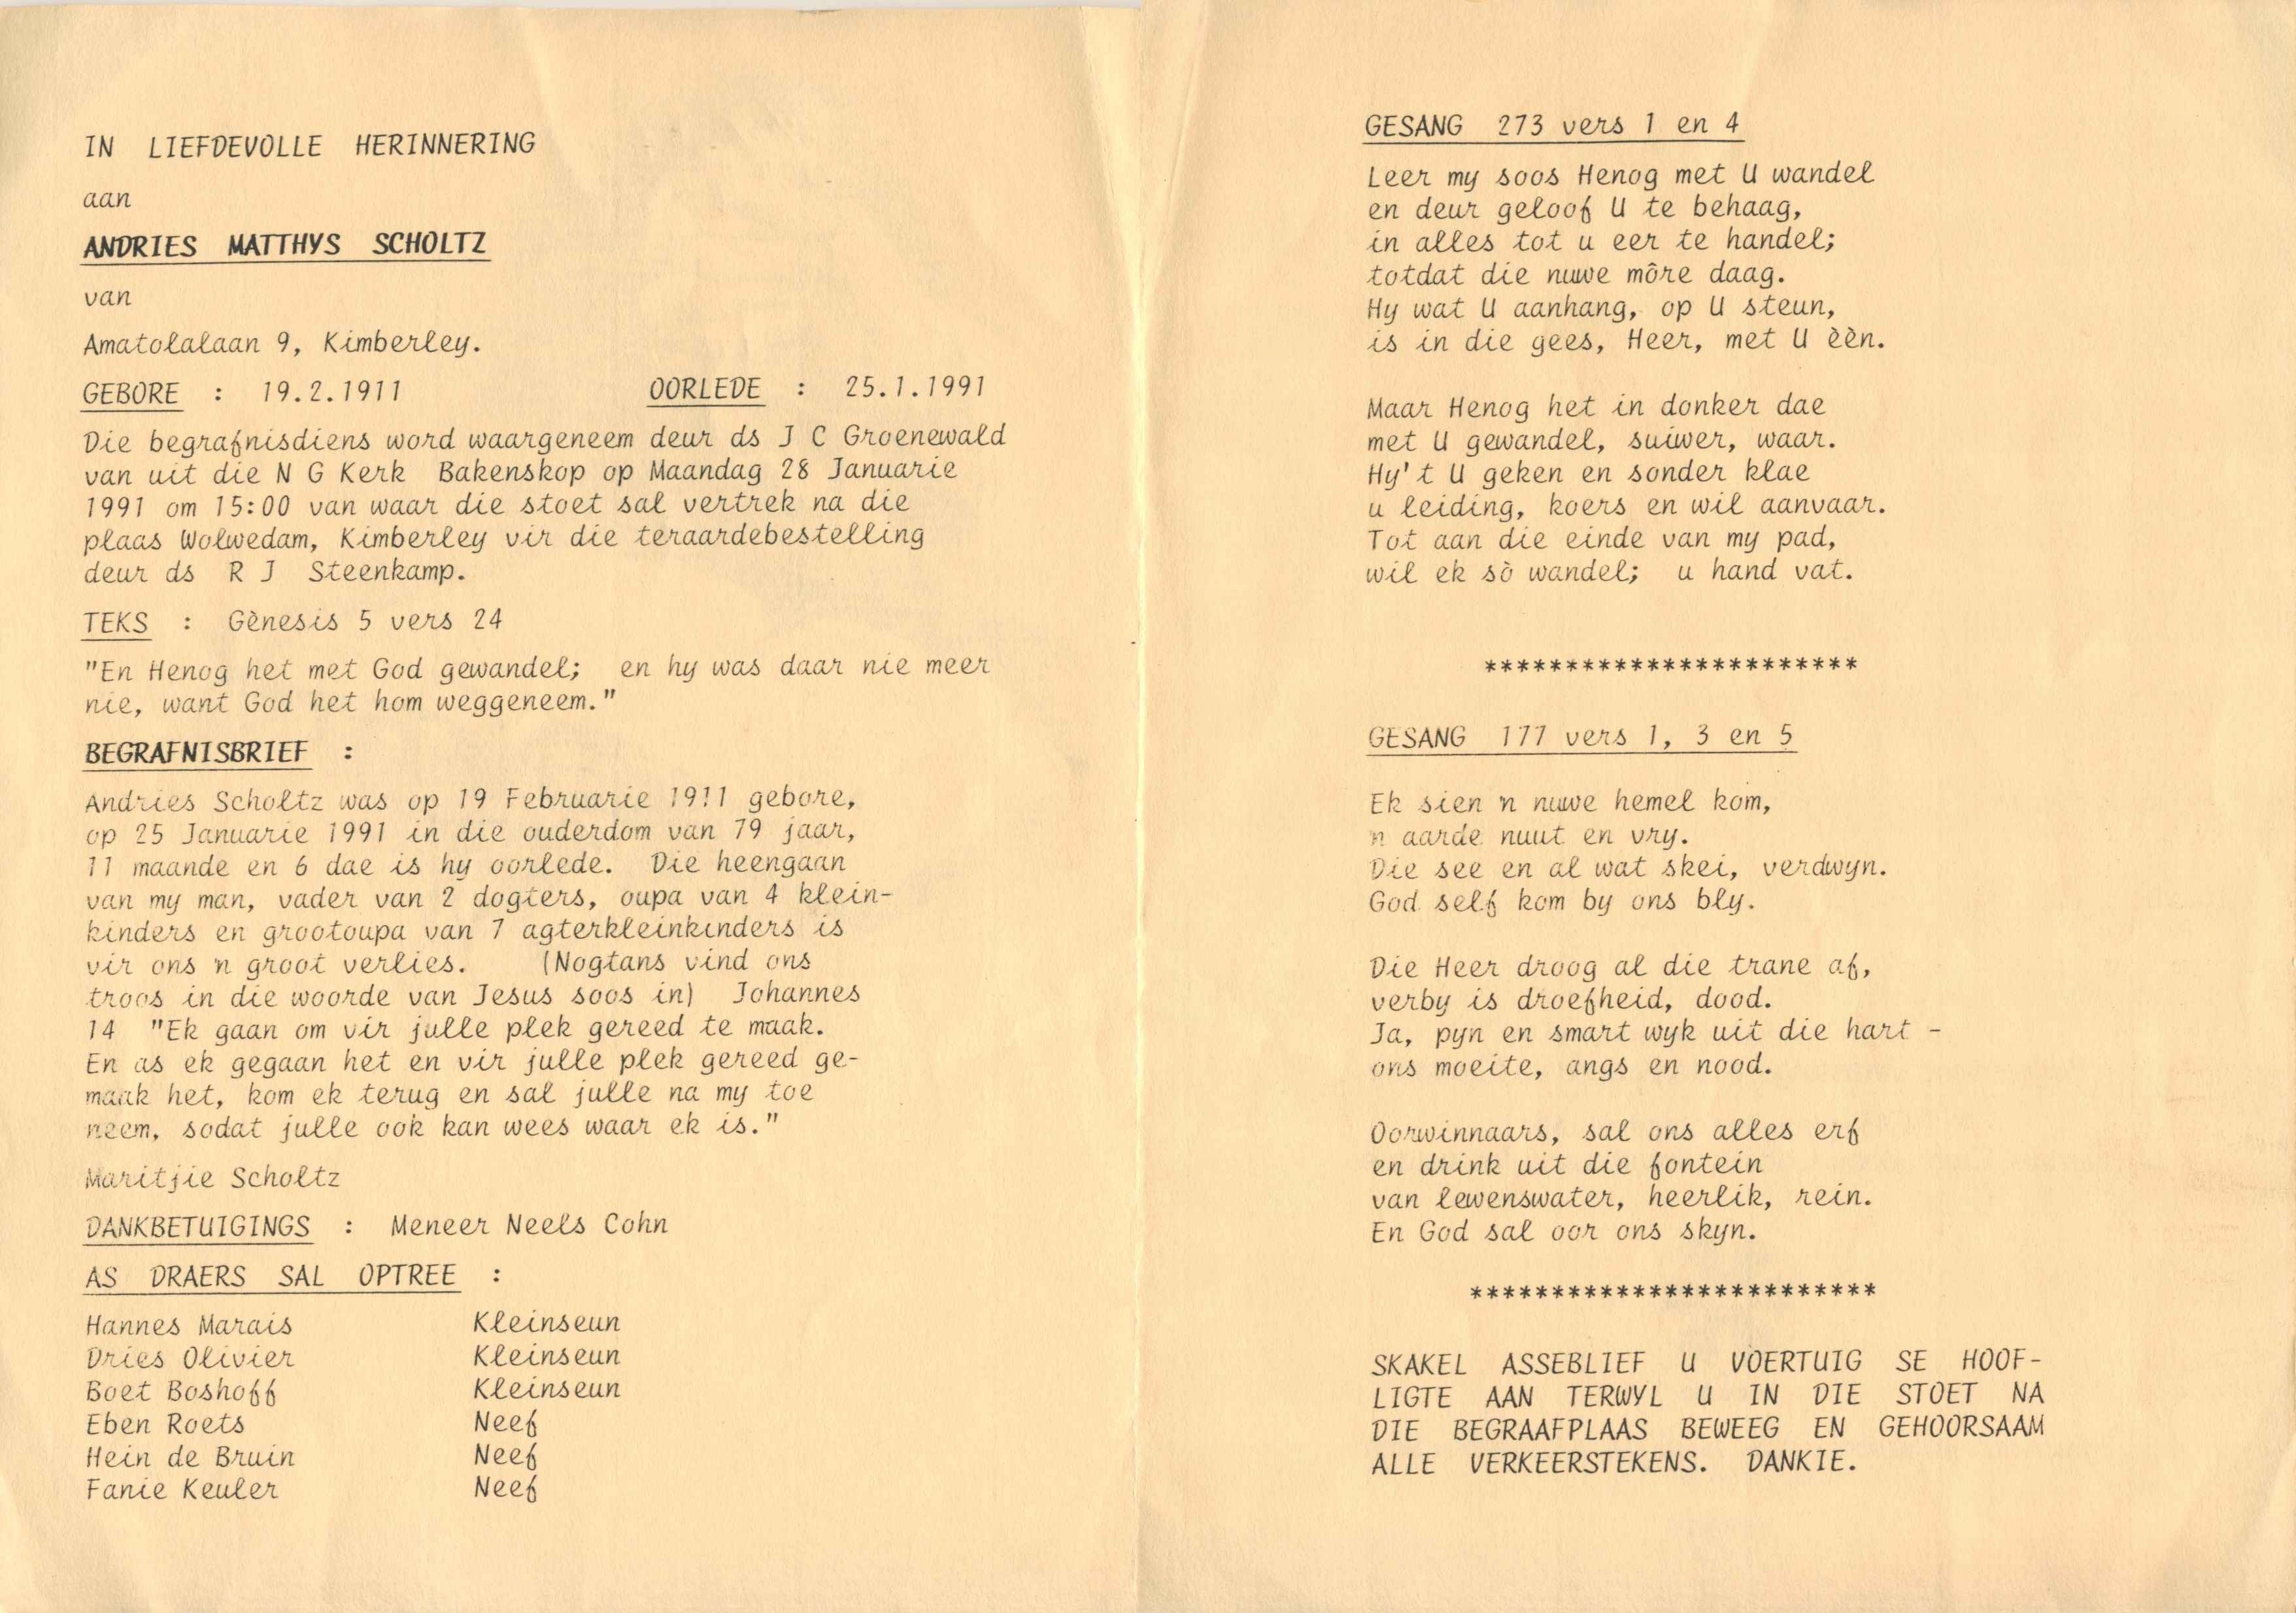 IN LIEFDEVOLLE HERINNERING
aan
ANDRIES MATTHYS SCHOLTZ
van
Amatolalaan 9, Kimberley.
GEBORE : 19.2.1911 OORLEDE : 25.1.1991
Die begrafnisdiens word waargeneem deur ds J C Groenewald
van uit die N G Kerk Bakenskop op Maandag 28 Januarie
1991 om 15:00 van waar die stoet sal vertrek na die
plaas Wolwedam, Kimberley vir die teraardebestelling
deur ds R J Steenkamp.
TEKS : Gènesis 5 vers 24
"En Henog het met God gewandel; en hy was daar nie meer
nie, want God het hom weggeneem."
BEGRAFNISBRIEF :
Andries Scholtz was op 19 Februarie 1911 gebore,
op 25 Januarie 1991 in die ouderdom van 79 jaar,
11 maande en 6 dae is hy oorlede. Die heengaan
van my man, vader van 2 dogters, oupa van 4 klein-
kinders en grootoupa van 7 agterkleinkinders is
vir ons 'n groot verlies. (Nogtans vind ons
troos in die woorde van Jesus soos in) Johannes
14 "Ek gaan om vir julle plek gereed te maak.
En as ek gegaan het en vir julle plek gereed ge-
maak het, kom ek terug en sal julle na my toe
neem, sodat julle ook kan wees waar ek is."
Maritjie Scholtz
DANKBETUIGINGS : Meneer Neels Cohn
AS DRAERS SAL OPTREE :
Hannes Marais Kleinseun
Dries Olivier Kleinseun
Boet Boshoff Kleinseun
Eben Roets Neef
Hein de Bruin Neef
Fanie Keuler Neef
GESANG 273 vers 1 en 4
Leer my soos Henog met U wandel
en deur geloof U te behaag,
in alles tot u eer te handel;
totdat die nuwe môre daag.
Hy wat U aanhang, op U steun,
is in die gees, Heer, met U èèn.
Maar Henog het in donker dae
met U gewandel, suiwer, waar.
Hy't U geken en sonder klae
u leiding, koers en wil aanvaar.
Tot aan die einde van my pad,
wil ek sò wandel; u hand vat.
***********************
GESANG 177 vers 1, 3 en 5
Ek sien 'n nuwe hemel kom,
'n aarde nuut en vry.
Die see en al wat skei, verdwyn.
God self kom by ons bly.
Die Heer droog al die trane af,
verby is droefheid, dood.
Ja, pyn en smart wyk uit die hart -
ons moeite, angs en nood.
Oorwinnaars, sal ons alles erf
en drink uit die fontein
van lewenswater, heerlik, rein.
En God sal oor ons skyn.
*************************
SKAKEL ASSEBLIEF U VOERTUIG SE HOOF-
LIGTE AAN TERWYL U IN DIE STOET NA
DIE BEGRAAFPLAAS BEWEEG EN GEHOORSAAM
ALLE VERKEERSTEKENS. DANKIE.